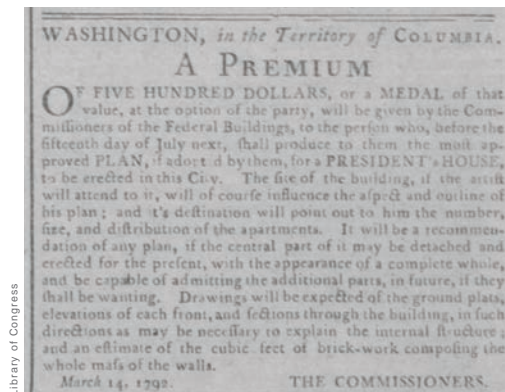 WASHINGTON, in the Territory of COLUMBIA.
A PREMIUM
OF FIVE HUNDRED DOLLARS, or a MEDAL of that
value, at the option of the party, will be given by the Com-
miſſioners of the Federal Buildings, to the perſon who, before the
fifteenth day of July next, ſhall produce to them the moſt ap-
proved PLAN, if adopt d by them, for a PRESIDENT's HOUSE,
to be erected in this City. The ſite of the building, if the artiſt
will attend to it, will of courſe influence the aſpect and outline of
his plan; and it's deſtination will point out to him the number,
ſize, and diſtribution of the apartments. It will be a recommen-
dation of any plan, if the central part of it may be detached and
erected for the preſent, with the appearance of a complete whole,
and be capable of admitting the additional parts, in future, if they
ſhall be wanting. Drawings will be expected of the ground plats,
elevations of each front, and ſections through the building, in ſuch
directions as may be neceſſary to explain the internal ſtructure;
and an eſtimate of the cubic feet of brick-work compoſing the
whole maſs of the walls.
March 14, 1792. THE COMMISSIONERS.
Library of Congress